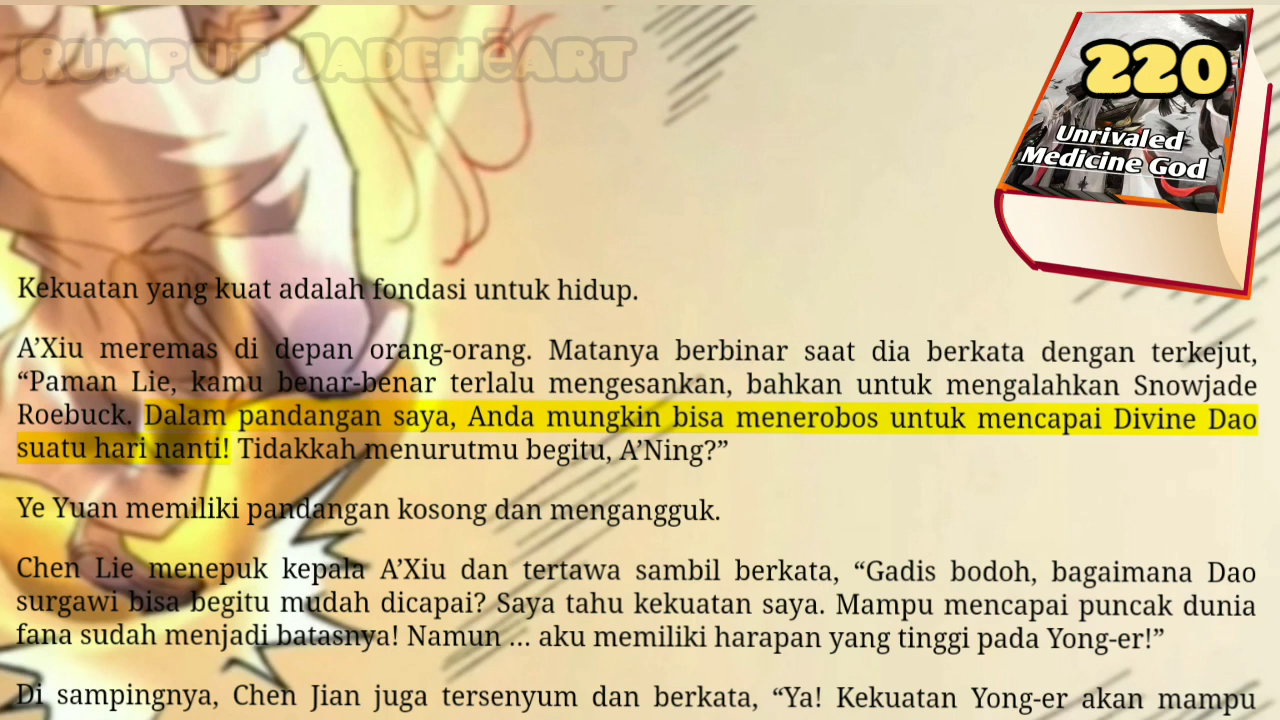 RUMPUT JADEHEART
220
Unrivaled
Medicine God
Kekuatan yang kuat adalah fondasi untuk hidup.
A’Xiu meremas di depan orang-orang. Matanya berbinar saat dia berkata dengan terkejut,
“Paman Lie, kamu benar-benar terlalu mengesankan, bahkan untuk mengalahkan Snowjade
Roebuck. Dalam pandangan saya, Anda mungkin bisa menerobos untuk mencapai Divine Dao
suatu hari nanti! Tidakkah menurutmu begitu, A’Ning?”
Ye Yuan memiliki pandangan kosong dan mengangguk.
Chen Lie menepuk kepala A’Xiu dan tertawa sambil berkata, “Gadis bodoh, bagaimana Dao
surgawi bisa begitu mudah dicapai? Saya tahu kekuatan saya. Mampu mencapai puncak dunia
fana sudah menjadi batasnya! Namun ... aku memiliki harapan yang tinggi pada Yong-er!”
Di sampingnya, Chen Jian juga tersenyum dan berkata, “Ya! Kekuatan Yong-er akan mampu